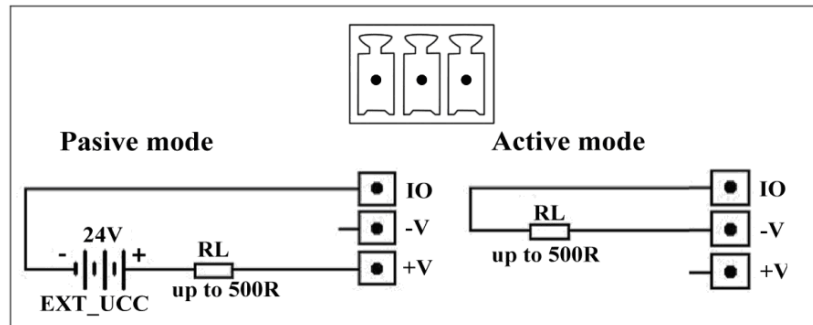 Pasive mode
IO
-V
24V
- +
RL
+V
up to 500R
EXT_UCC
Active mode
IO
RL
-V
up to 500R
+V